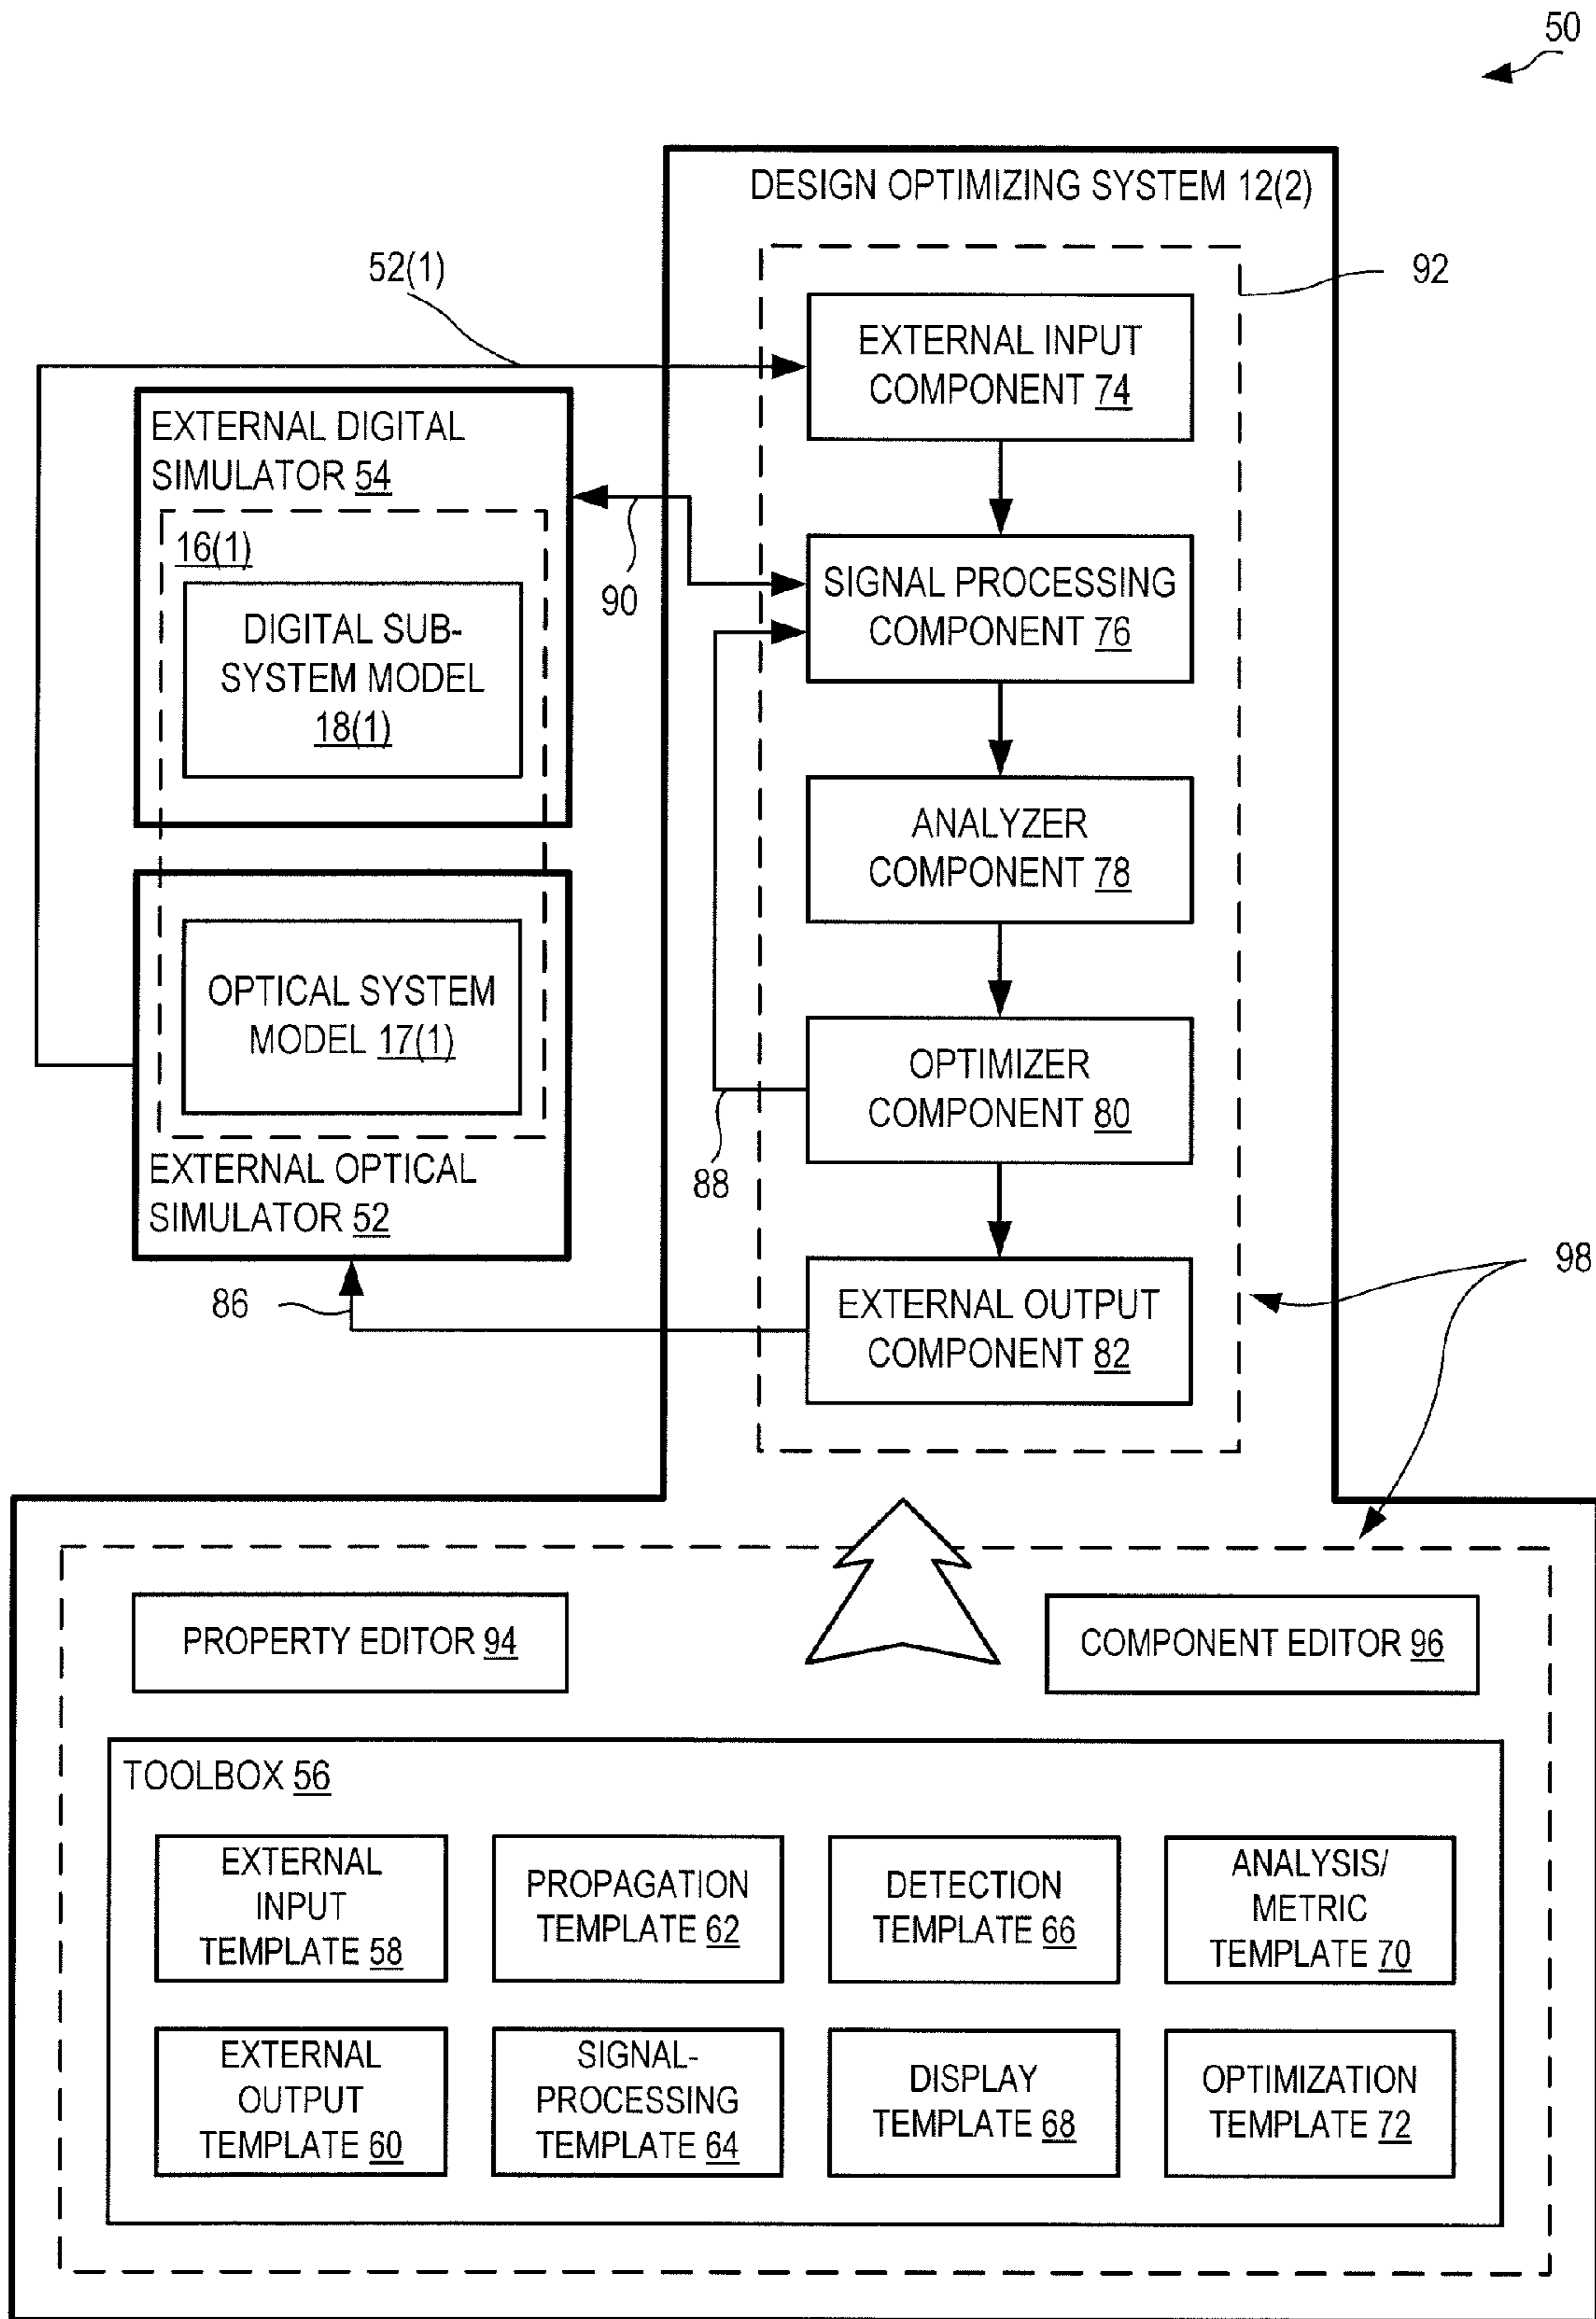 50
DESIGN OPTIMIZING SYSTEM 12(2)
52(1)
92
EXTERNAL INPUT
COMPONENT 74
EXTERNAL DIGITAL
SIMULATOR 54
16(1)
DIGITAL SUB-
SYSTEM MODEL
18(1)
90
SIGNAL PROCESSING
COMPONENT 76
ANALYZER
COMPONENT 78
OPTICAL SYSTEM
MODEL 17(1)
EXTERNAL OPTICAL
SIMULATOR 52
OPTIMIZER
COMPONENT 80
88
86
EXTERNAL OUTPUT
COMPONENT 82
98
PROPERTY EDITOR 94
COMPONENT EDITOR 96
TOOLBOX 56
EXTERNAL
INPUT
TEMPLATE 58
PROPAGATION
TEMPLATE 62
DETECTION
TEMPLATE 66
ANALYSIS/
METRIC
TEMPLATE 70
EXTERNAL
OUTPUT
TEMPLATE 60
SIGNAL-
PROCESSING
TEMPLATE 64
DISPLAY
TEMPLATE 68
OPTIMIZATION
TEMPLATE 72